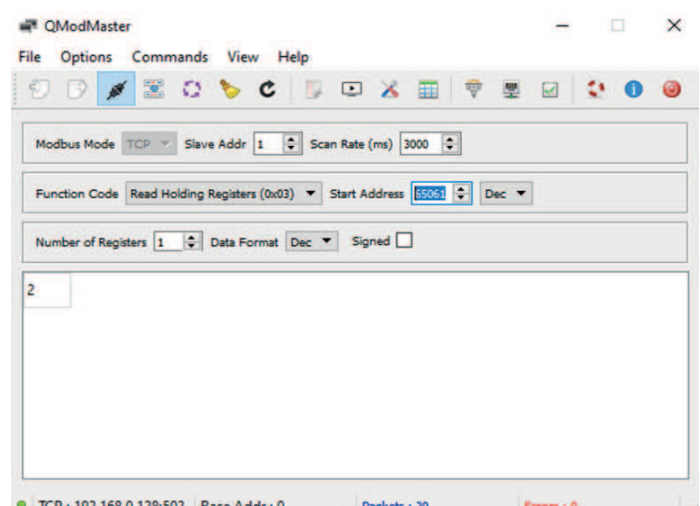 QModMaster
File Options Commands View Help
Modbus Mode TCP Slave Addr 1 Scan Rate (ms) 3000
Function Code Read Holding Registers (0x03) Start Address 65061 Dec
Number of Registers 1 Data Format Dec Signed
2
TCP : 192.168.0.128:502 Base Addr : 0 Packets : 20 Errors : 0